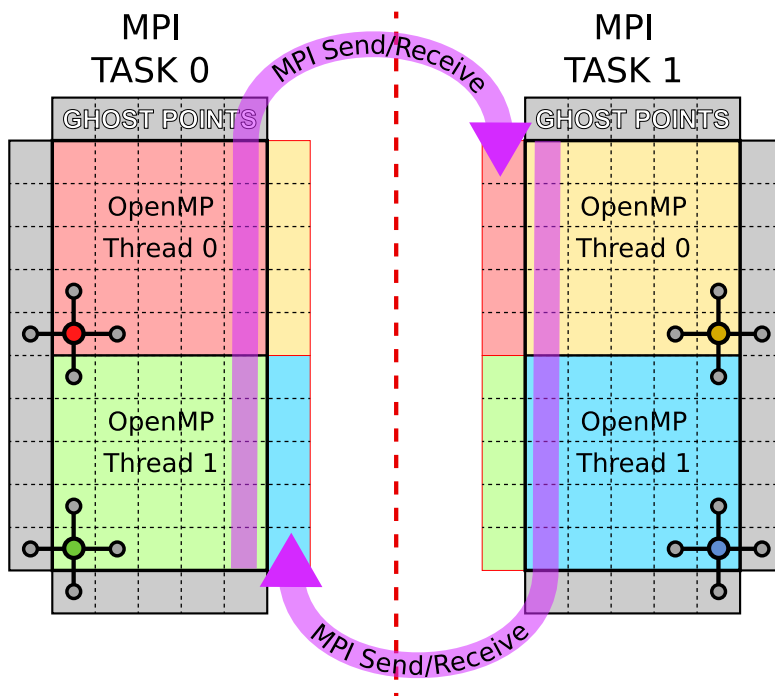 MPI
TASK 0
MPI Send/Receive
MPI
TASK 1
GHOST POINTS
GHOST POINTS
OpenMP
Thread 0
OpenMP
Thread 0
OpenMP
Thread 1
OpenMP
Thread 1
MPI Send/Receive